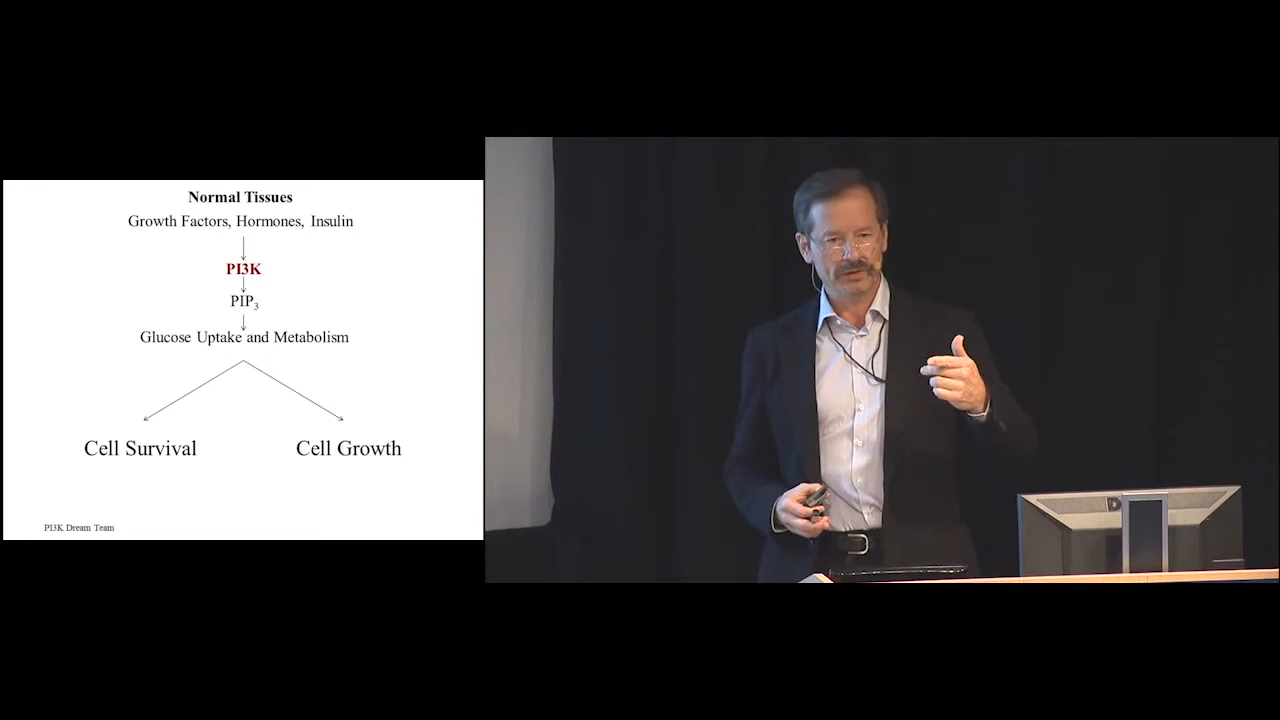 Normal Tissues
Growth Factors, Hormones, Insulin
PI3K
PIP3
Glucose Uptake and Metabolism
Cell Survival
Cell Growth
PI3K Dream Team